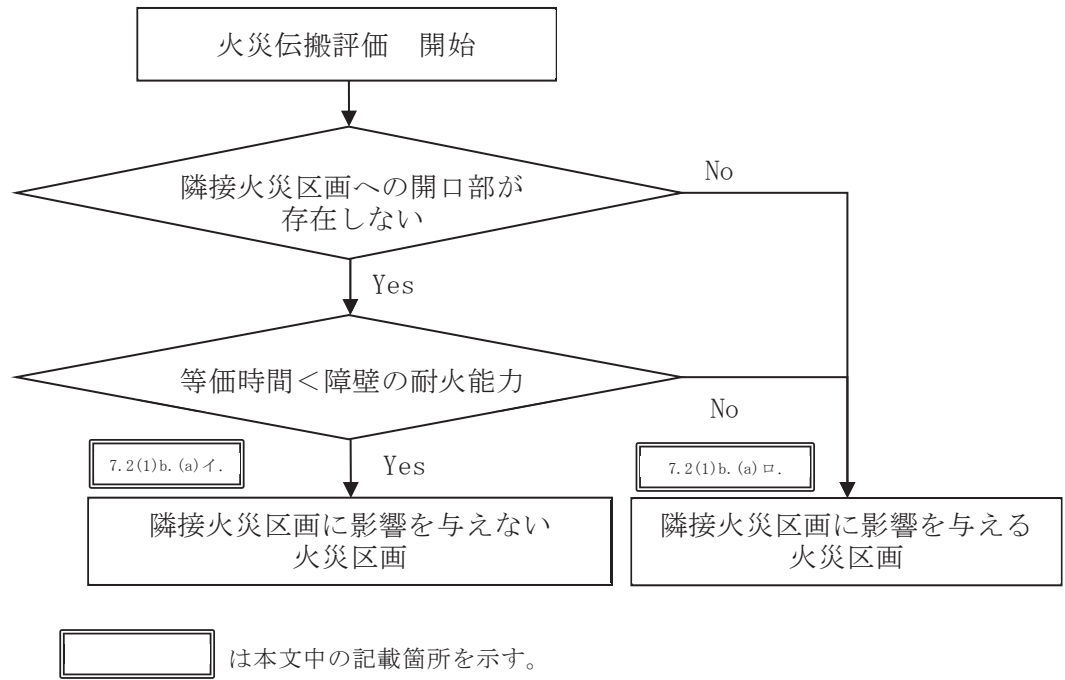 火災伝搬評価　開始
隣接火災区画への開口部が
存在しない
No
Yes
等価時間＜障壁の耐火能力
No
7.2(1)b.(a)イ.
Yes
7.2(1)b.(a)ロ.
隣接火災区画に影響を与えない
火災区画
隣接火災区画に影響を与える
火災区画
は本文中の記載箇所を示す。